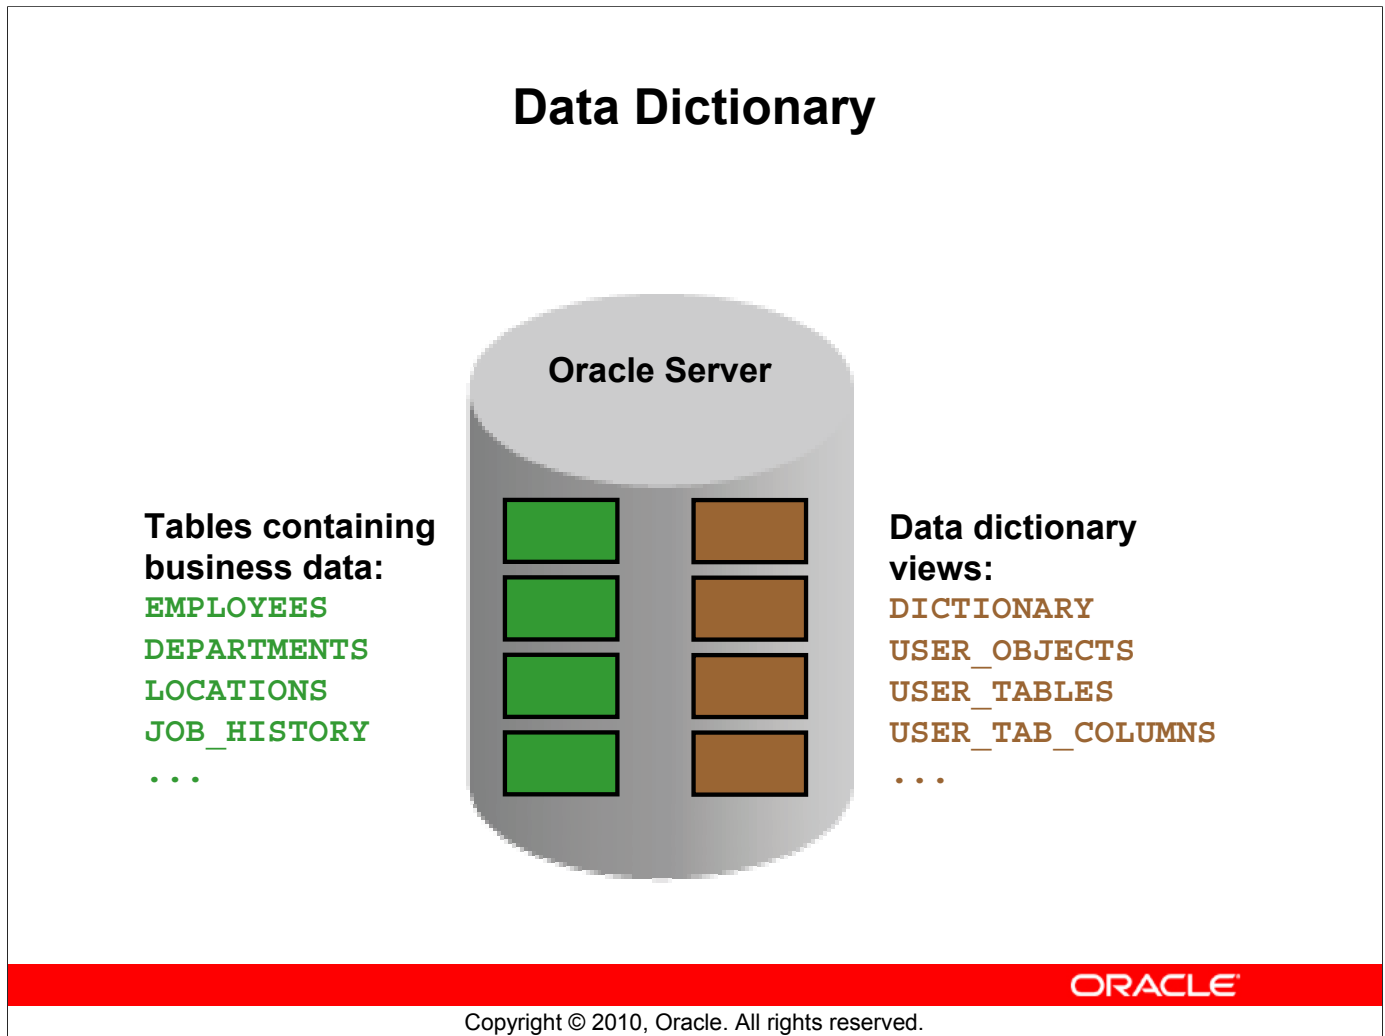 Data Dictionary
Oracle Server
Tables containing
business data:
EMPLOYEES
DEPARTMENTS
LOCATIONS
JOB_HISTORY
...
Data dictionary
views:
DICTIONARY
USER_OBJECTS
USER_TABLES
USER_TAB_COLUMNS
...
ORACLE
Copyright © 2010, Oracle. All rights reserved.